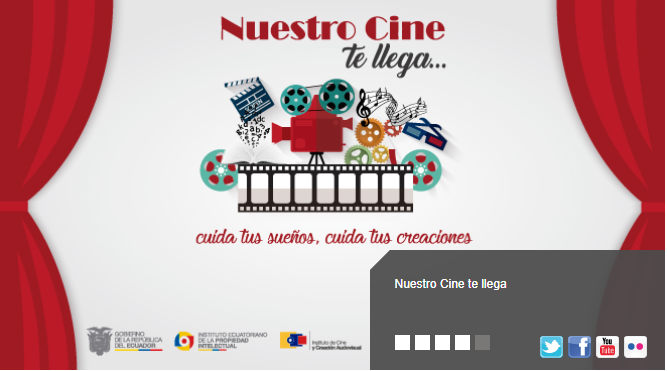 Nuestro Cine
te llega...
cuida tus sueños, cuida tus creaciones
Nuestro Cine te llega
GOBIERNO
DE LA REPÚBLICA
DEL ECUADOR
INSTITUTO ECUATORIANO
DE LA PROPIEDAD
INTELECTUAL
Instituto de Cine
y Creación Audiovisual
You
Tube